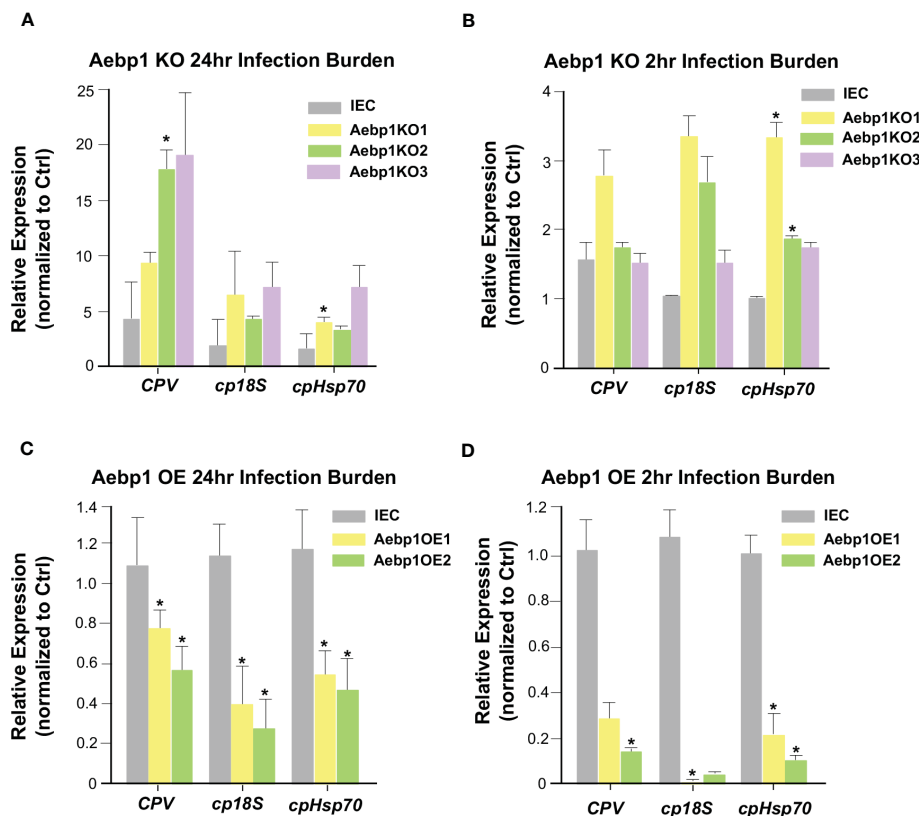 A
Aebp1 KO 24hr Infection Burden
Relative Expression
(normalized to Ctrl)
25
20
15
10
5
0
IEC
Aebp1KO1
Aebp1KO2
Aebp1KO3
*
*
CPV
cp18S
cpHsp70
B
Aebp1 KO 2hr Infection Burden
Relative Expression
(normalized to Ctrl)
4
3
2
1
0
IEC
Aebp1KO1
Aebp1KO2
Aebp1KO3
*
*
CPV
cp18S
cpHsp70
C
Aebp1 OE 24hr Infection Burden
Relative Expression
(normalized to Ctrl)
1.4
1.2
1.0
0.8
0.6
0.4
0.2
0
IEC
Aebp1OE1
Aebp1OE2
*
*
*
*
*
*
CPV
cp18S
cpHsp70
D
Aebp1 OE 2hr Infection Burden
Relative Expression
(normalized to Ctrl)
1.2
1.0
0.8
0.6
0.4
0.2
0
IEC
Aebp1OE1
Aebp1OE2
*
*
*
*
CPV
cp18S
cpHsp70